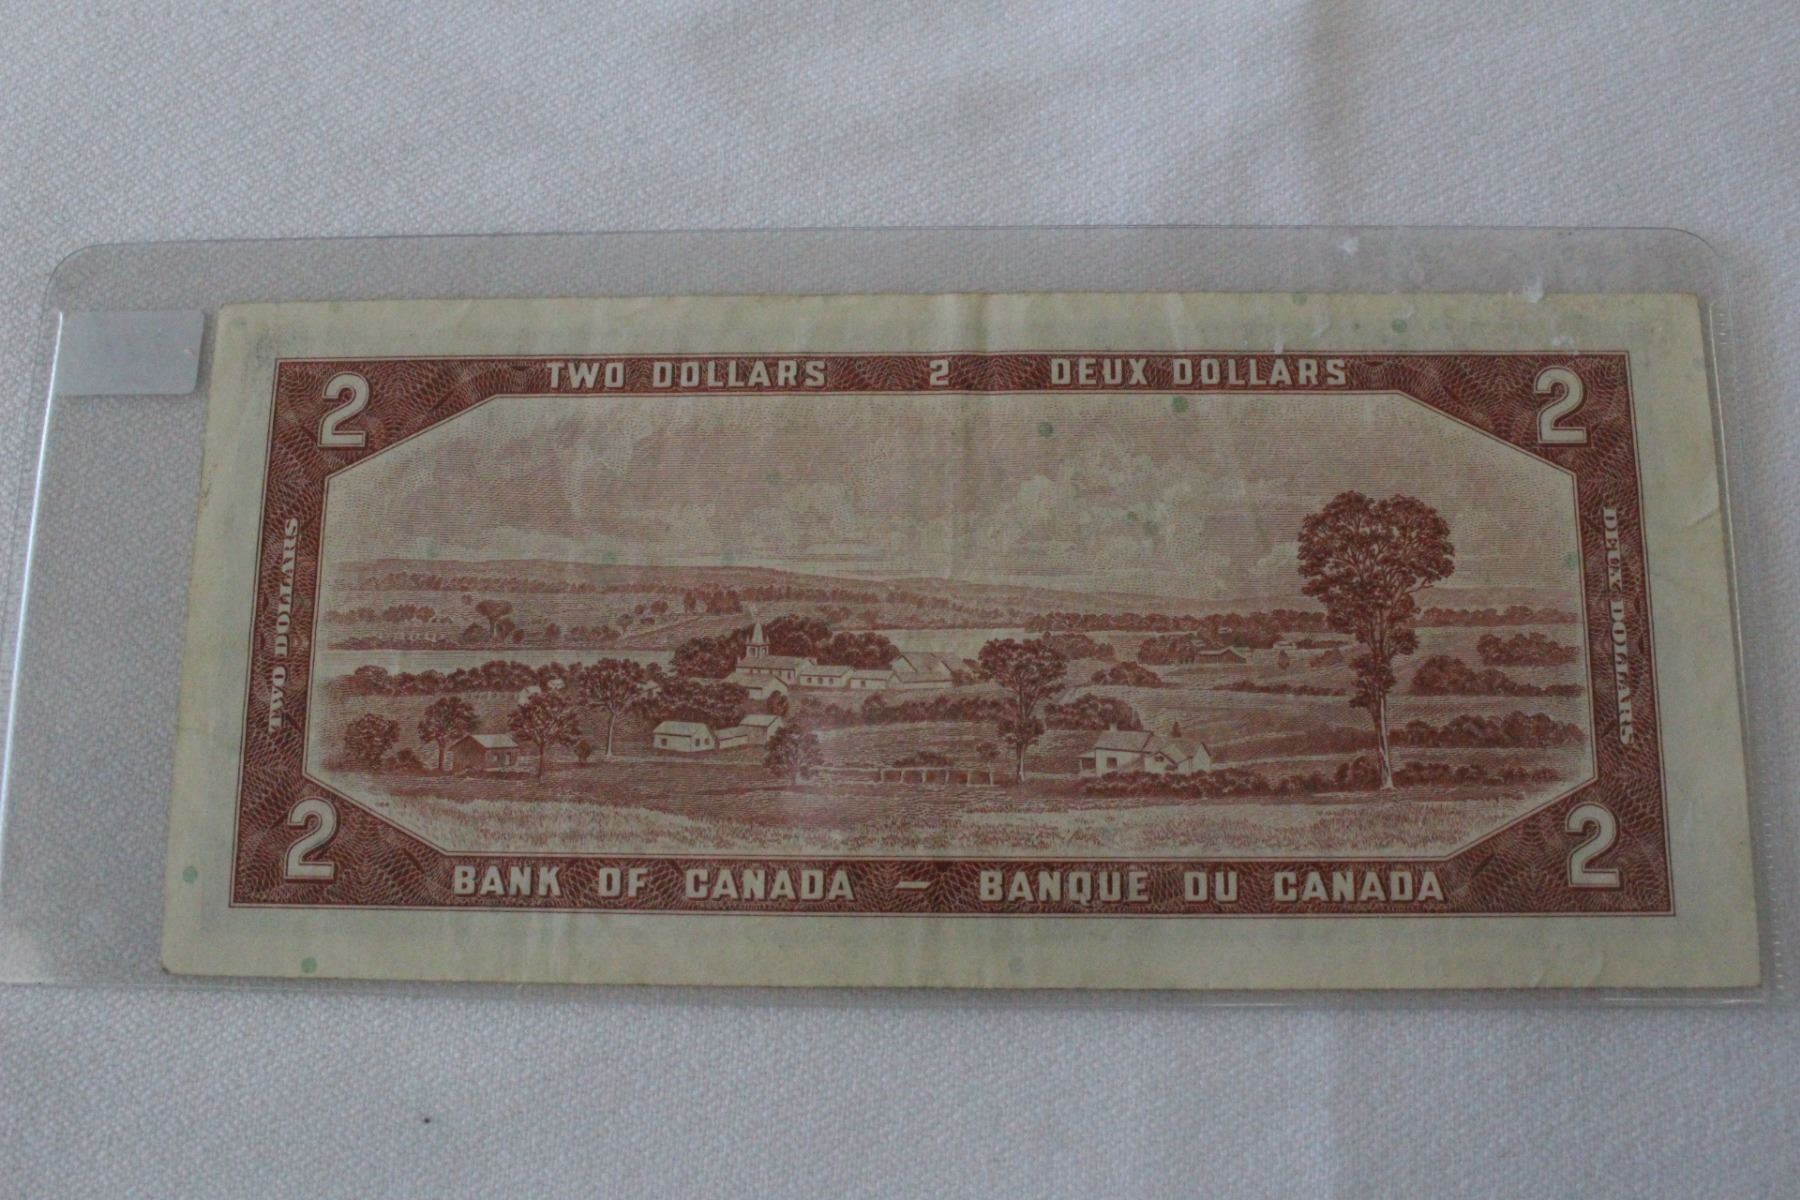 2 TWO DOLLARS 2 DEUX DOLLARS 2
TWO DOLLARS
DEUX DOLLARS
2 BANK OF CANADA — BANQUE DU CANADA 2